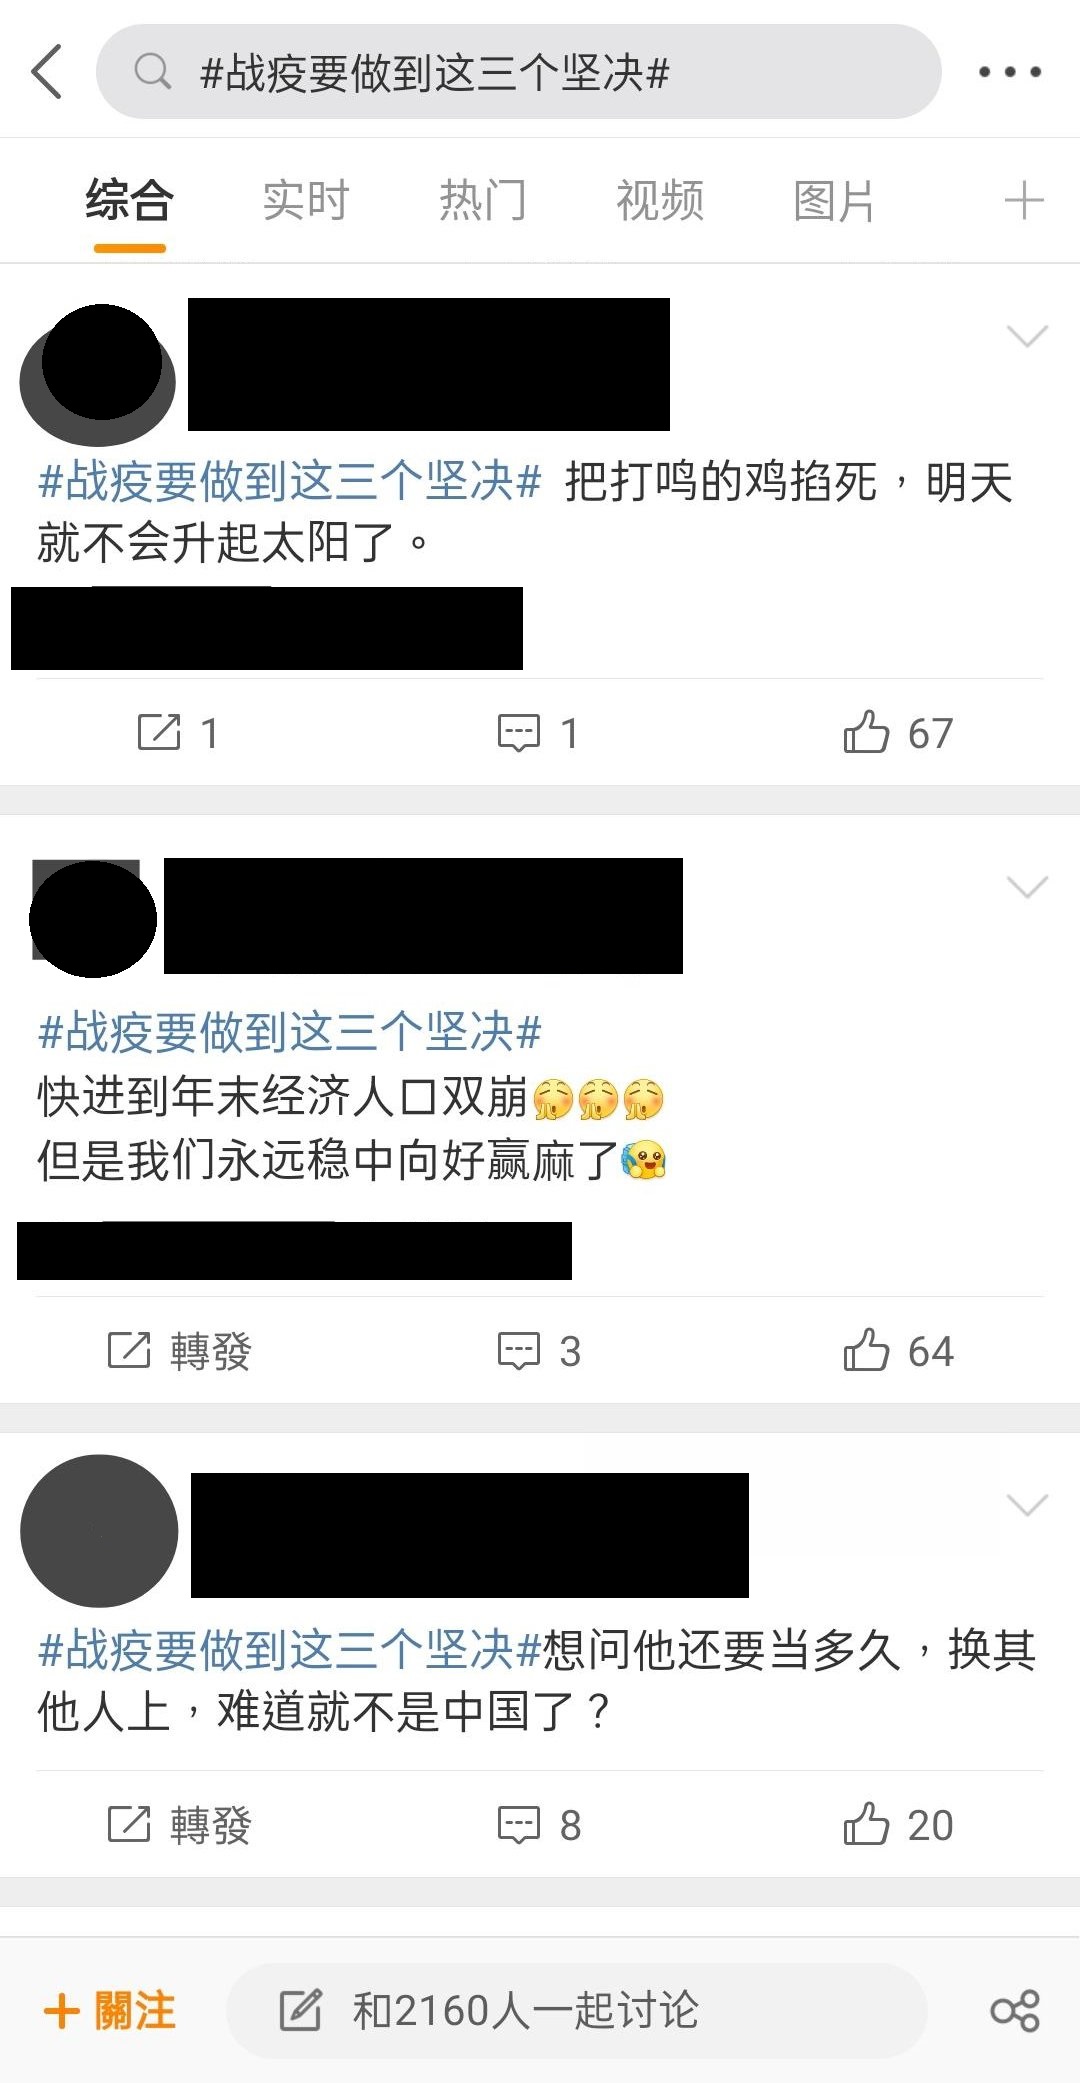 #战疫要做到这三个坚决#
综合 实时 热门 视频 图片
#战疫要做到这三个坚决# 把打鸣的鸡掐死，明天
就不会升起太阳了。
1 1 67
#战疫要做到这三个坚决#
快进到年末经济人口双崩
但是我们永远稳中向好赢麻了
轉發 3 64
#战疫要做到这三个坚决#想问他还要当多久，换其
他人上，难道就不是中国了？
轉發 8 20
關注 和2160人一起讨论